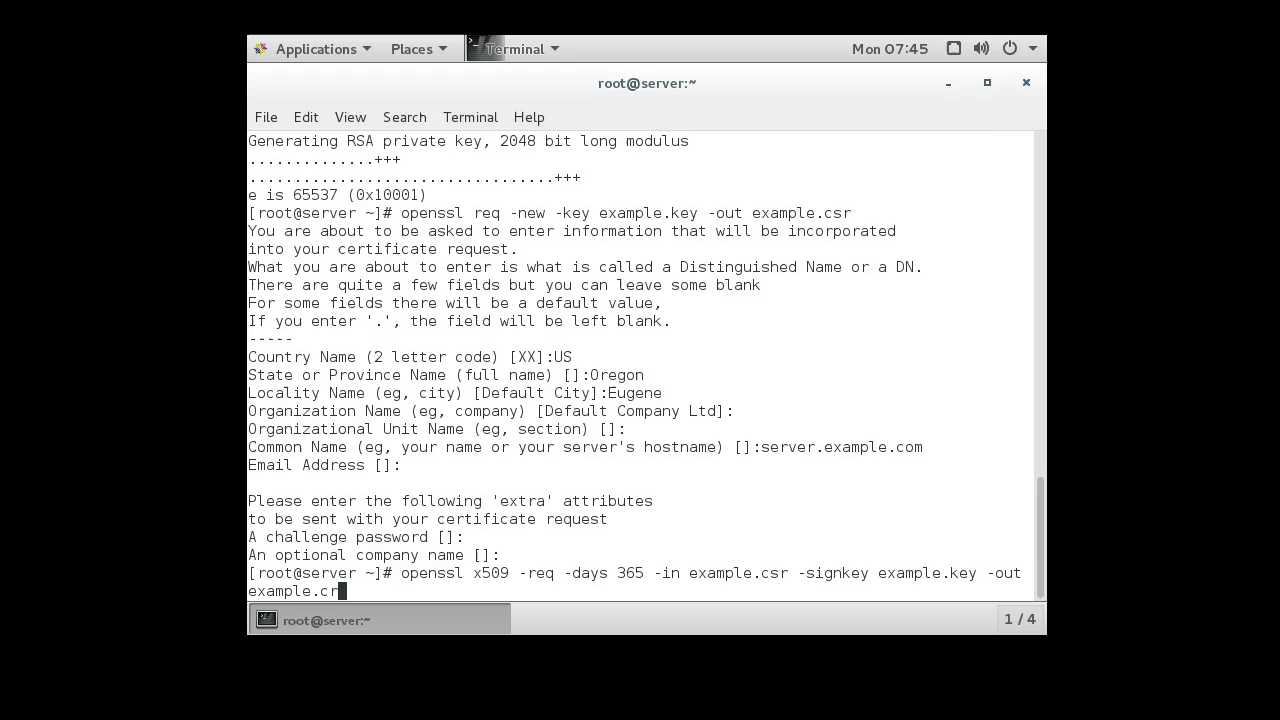 Applications Places Terminal Mon 07:45
root@server:~
File Edit View Search Terminal Help
Generating RSA private key, 2048 bit long modulus
..............+++
..................................+++
e is 65537 (0x10001)
[root@server ~]# openssl req -new -key example.key -out example.csr
You are about to be asked to enter information that will be incorporated
into your certificate request.
What you are about to enter is what is called a Distinguished Name or a DN.
There are quite a few fields but you can leave some blank
For some fields there will be a default value,
If you enter '.', the field will be left blank.
-----
Country Name (2 letter code) [XX]:US
State or Province Name (full name) []:Oregon
Locality Name (eg, city) [Default City]:Eugene
Organization Name (eg, company) [Default Company Ltd]:
Organizational Unit Name (eg, section) []:
Common Name (eg, your name or your server's hostname) []:server.example.com
Email Address []:
Please enter the following 'extra' attributes
to be sent with your certificate request
A challenge password []:
An optional company name []:
[root@server ~]# openssl x509 -req -days 365 -in example.csr -signkey example.key -out
example.cr
root@server:~ 1 / 4